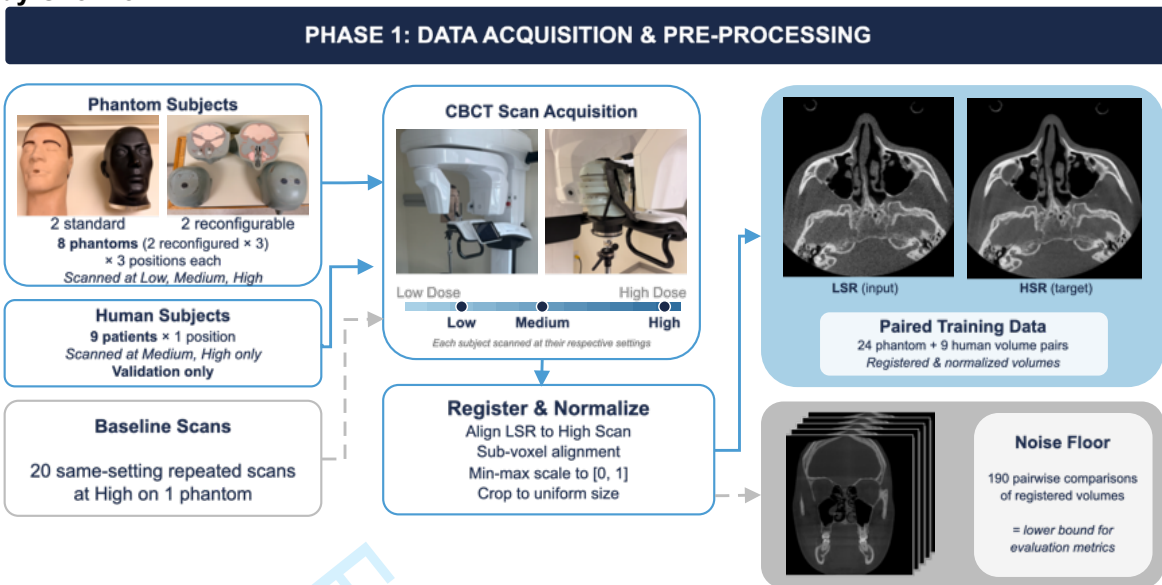 PHASE 1: DATA ACQUISITION & PRE-PROCESSING
Phantom Subjects
2 standard
2 reconfigurable
8 phantoms (2 reconfigured × 3)
× 3 positions each
Scanned at Low, Medium, High
Human Subjects
9 patients × 1 position
Scanned at Medium, High only
Validation only
Baseline Scans
20 same-setting repeated scans
at High on 1 phantom
CBCT Scan Acquisition
Low Dose
High Dose
Low
Medium
High
Each subject scanned at their respective settings
Register & Normalize
Align LSR to High Scan
Sub-voxel alignment
Min-max scale to [0, 1]
Crop to uniform size
LSR (input)
HSR (target)
Paired Training Data
24 phantom + 9 human volume pairs
Registered & normalized volumes
Noise Floor
190 pairwise comparisons
of registered volumes
= lower bound for
evaluation metrics